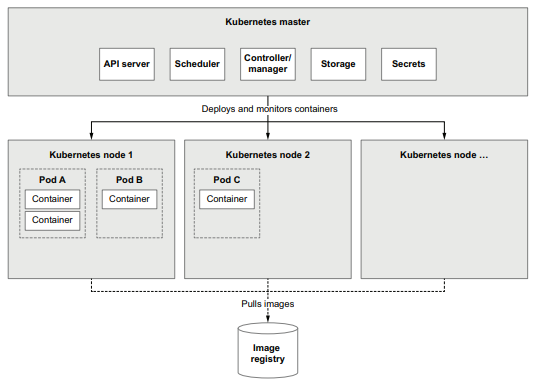 Kubernetes master
API server
Scheduler
Controller/
manager
Storage
Secrets
Deploys and monitors containers
Kubernetes node 1
Kubernetes node 2
Kubernetes node ...
Pod A
Pod B
Pod C
Container
Container
Container
Container
Pulls images
Image
registry